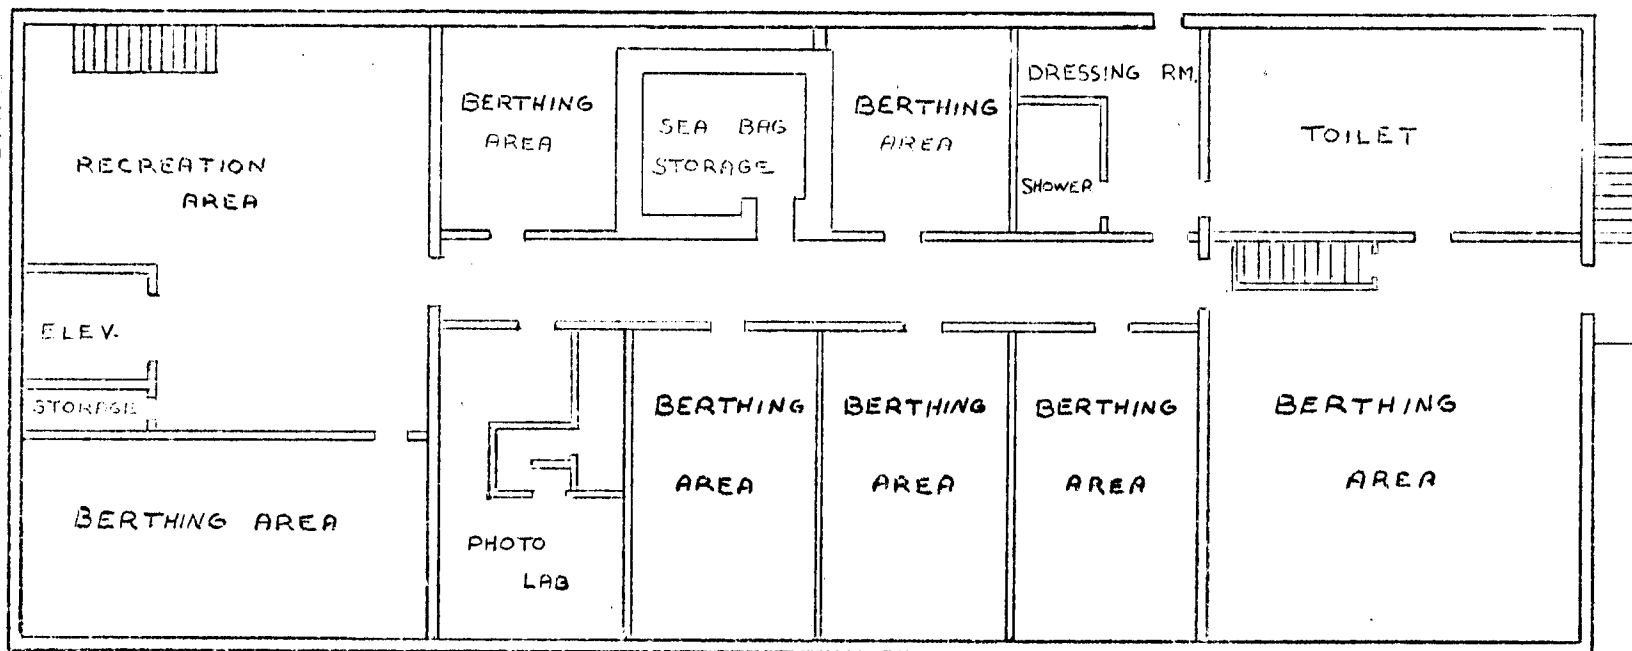 RECREATION
AREA
BERTHING
AREA
SEA BAG
STORAGE
BERTHING
AREA
DRESSING RM.
SHOWER
TOILET
ELEV.
STORAGE
BERTHING AREA
PHOTO
LAB
BERTHING
AREA
BERTHING
AREA
BERTHING
AREA
BERTHING
AREA